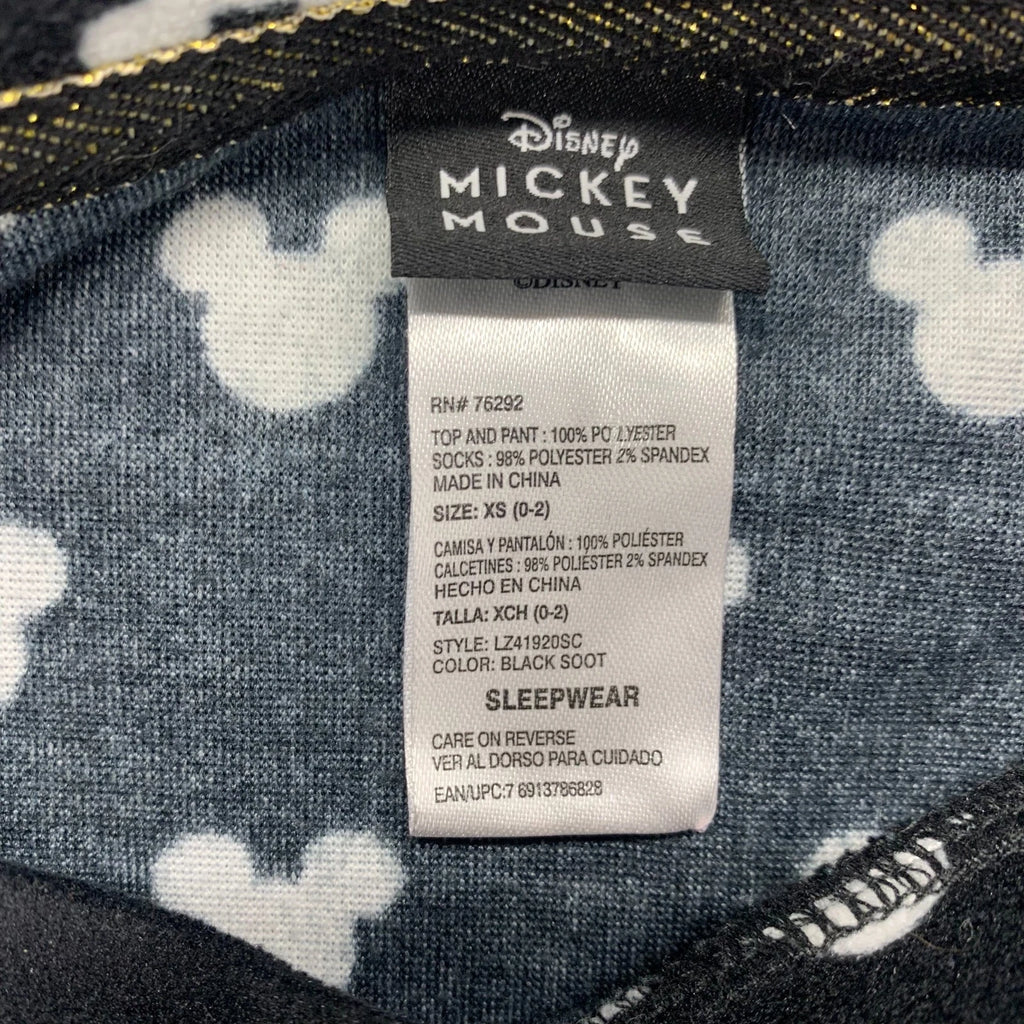 Disney
MICKEY
MOUSE
©DISNEY
RN# 76292
TOP AND PANT : 100% POLYESTER
SOCKS : 98% POLYESTER 2% SPANDEX
MADE IN CHINA
SIZE: XS (0-2)
CAMISA Y PANTALÓN : 100% POLIÉSTER
CALCETINES : 98% POLIÉSTER 2% SPANDEX
HECHO EN CHINA
TALLA: XCH (0-2)
STYLE: LZ41920SC
COLOR: BLACK SOOT
SLEEPWEAR
CARE ON REVERSE
VER AL DORSO PARA CUIDADO
EAN/UPC:7 6913786828